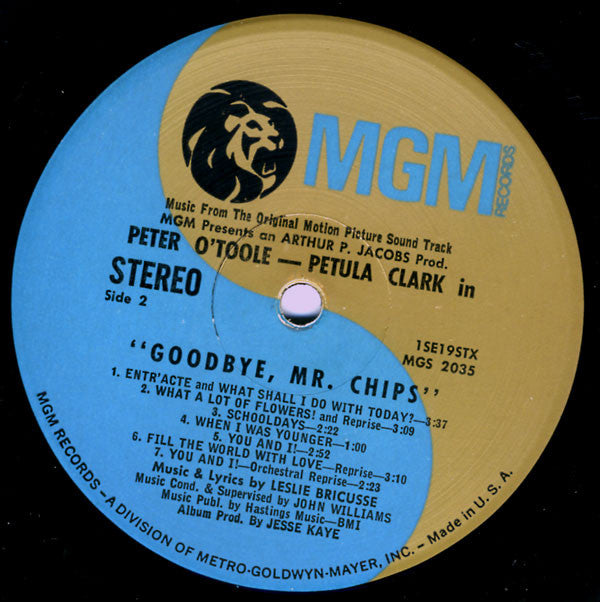 MGM
RECORDS
Music From The Original Motion Picture Sound Track
MGM Presents an ARTHUR P. JACOBS Prod.
PETER O'TOOLE — PETULA CLARK in
STEREO
Side 2
1SE19STX
MGS 2035
"GOODBYE, MR. CHIPS"
1. ENTR'ACTE and WHAT SHALL I DO WITH TODAY?—3:37
2. WHAT A LOT OF FLOWERS! and Reprise—3:09
3. SCHOOLDAYS—2:22
4. WHEN I WAS YOUNGER—1:00
5. YOU AND I!—2:52
6. FILL THE WORLD WITH LOVE—Reprise—3:10
7. YOU AND I!—Orchestral Reprise—2:23
Music & Lyrics by LESLIE BRICUSSE
Music Cond. & Supervised by JOHN WILLIAMS
Music Publ. by Hastings Music—BMI
Album Prod. By JESSE KAYE
MGM RECORDS – A DIVISION OF METRO-GOLDWYN-MAYER, INC. – Made in U. S. A.